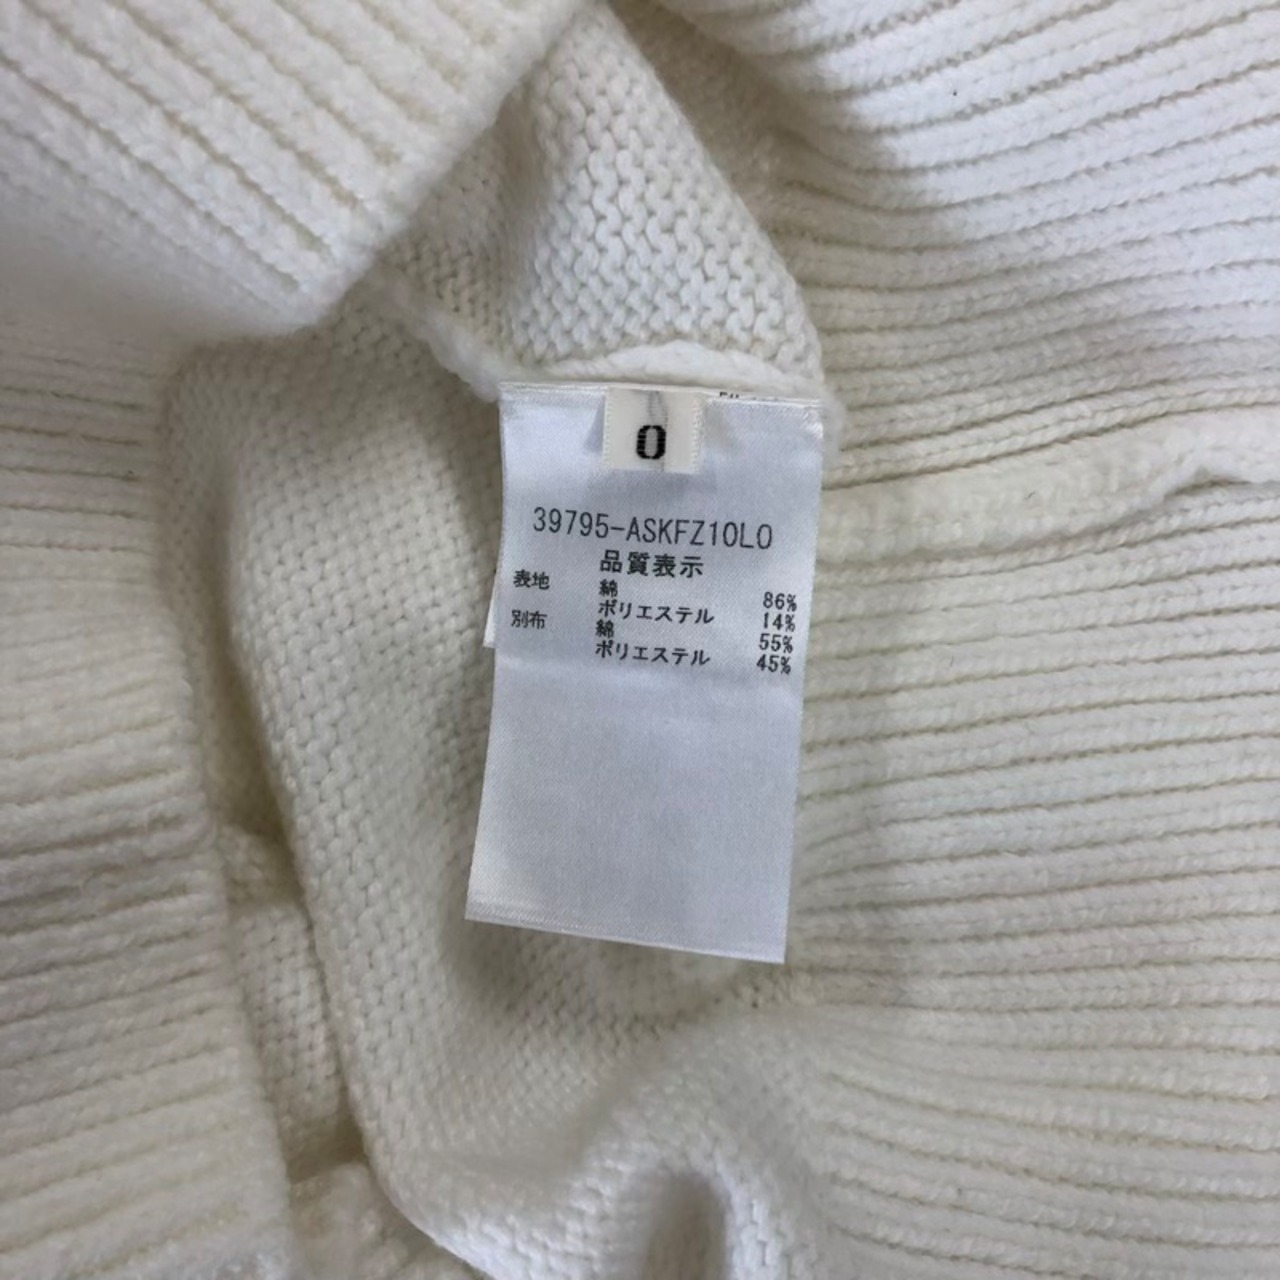 0
39795-ASKFZ10L0
品質表示
表地 綿 86%
ポリエステル 14%
別布 綿 55%
ポリエステル 45%